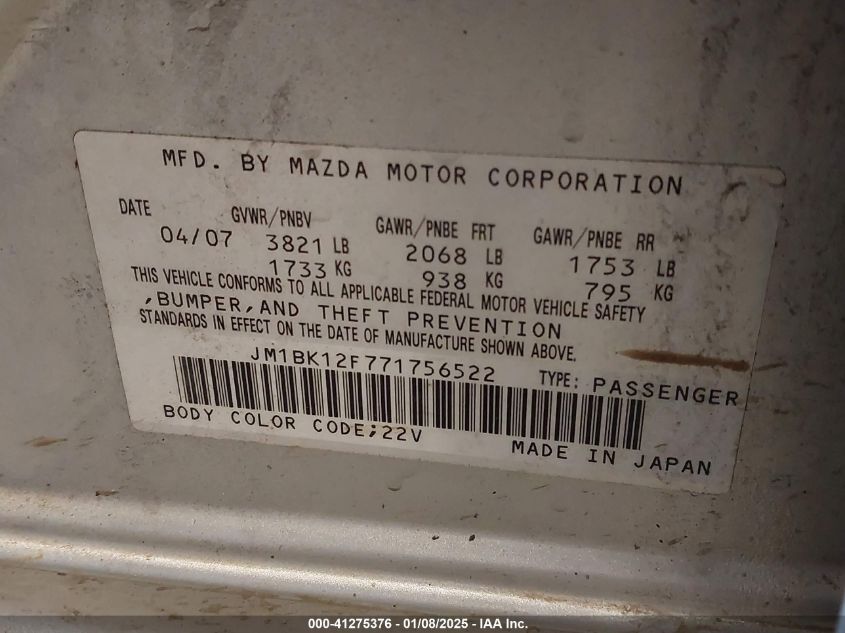 MFD. BY MAZDA MOTOR CORPORATION
DATE GVWR/PNBV GAWR/PNBE FRT GAWR/PNBE RR
04/07 3821 LB 2068 LB 1753 LB
1733 KG 938 KG 795 KG
THIS VEHICLE CONFORMS TO ALL APPLICABLE FEDERAL MOTOR VEHICLE SAFETY
,BUMPER,AND THEFT PREVENTION
STANDARDS IN EFFECT ON THE DATE OF MANUFACTURE SHOWN ABOVE.
JM1BK12F771756522 TYPE: PASSENGER
BODY COLOR CODE;22V
MADE IN JAPAN
000-41275376 - 01/08/2025 - IAA Inc.